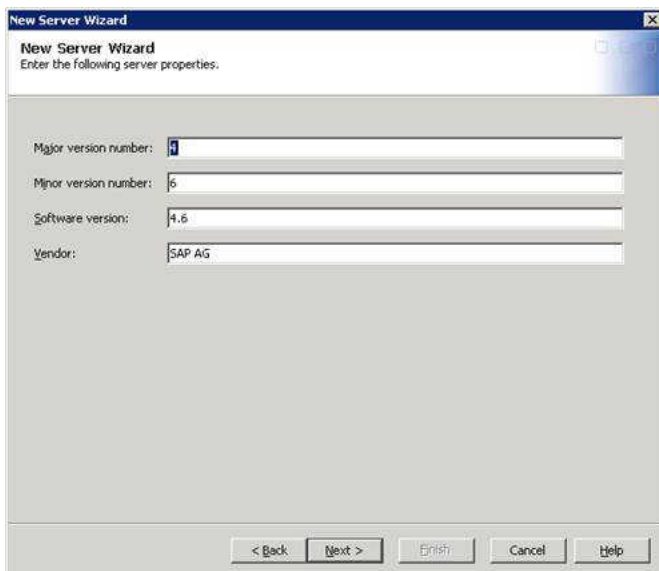 New Server Wizard
New Server Wizard
Enter the following server properties.
Major version number: 4
Minor version number: 6
Software version: 4.6
Vendor: SAP AG
< Back Next > Finish Cancel Help